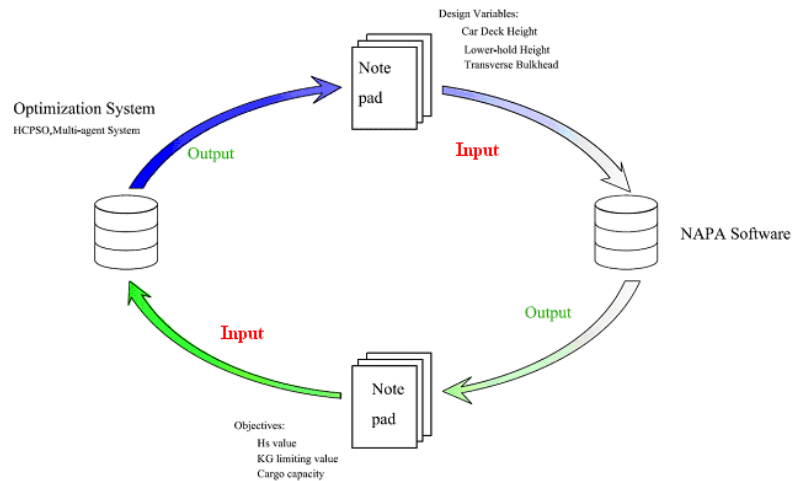 Design Variables:
Car Deck Height
Lower-hold Height
Transverse Bulkhead
Note
pad
Optimization System
HCPSO,Multi-agent System
Output
Input
NAPA Software
Output
Input
Note
pad
Objectives:
Hs value
KG limiting value
Cargo capacity